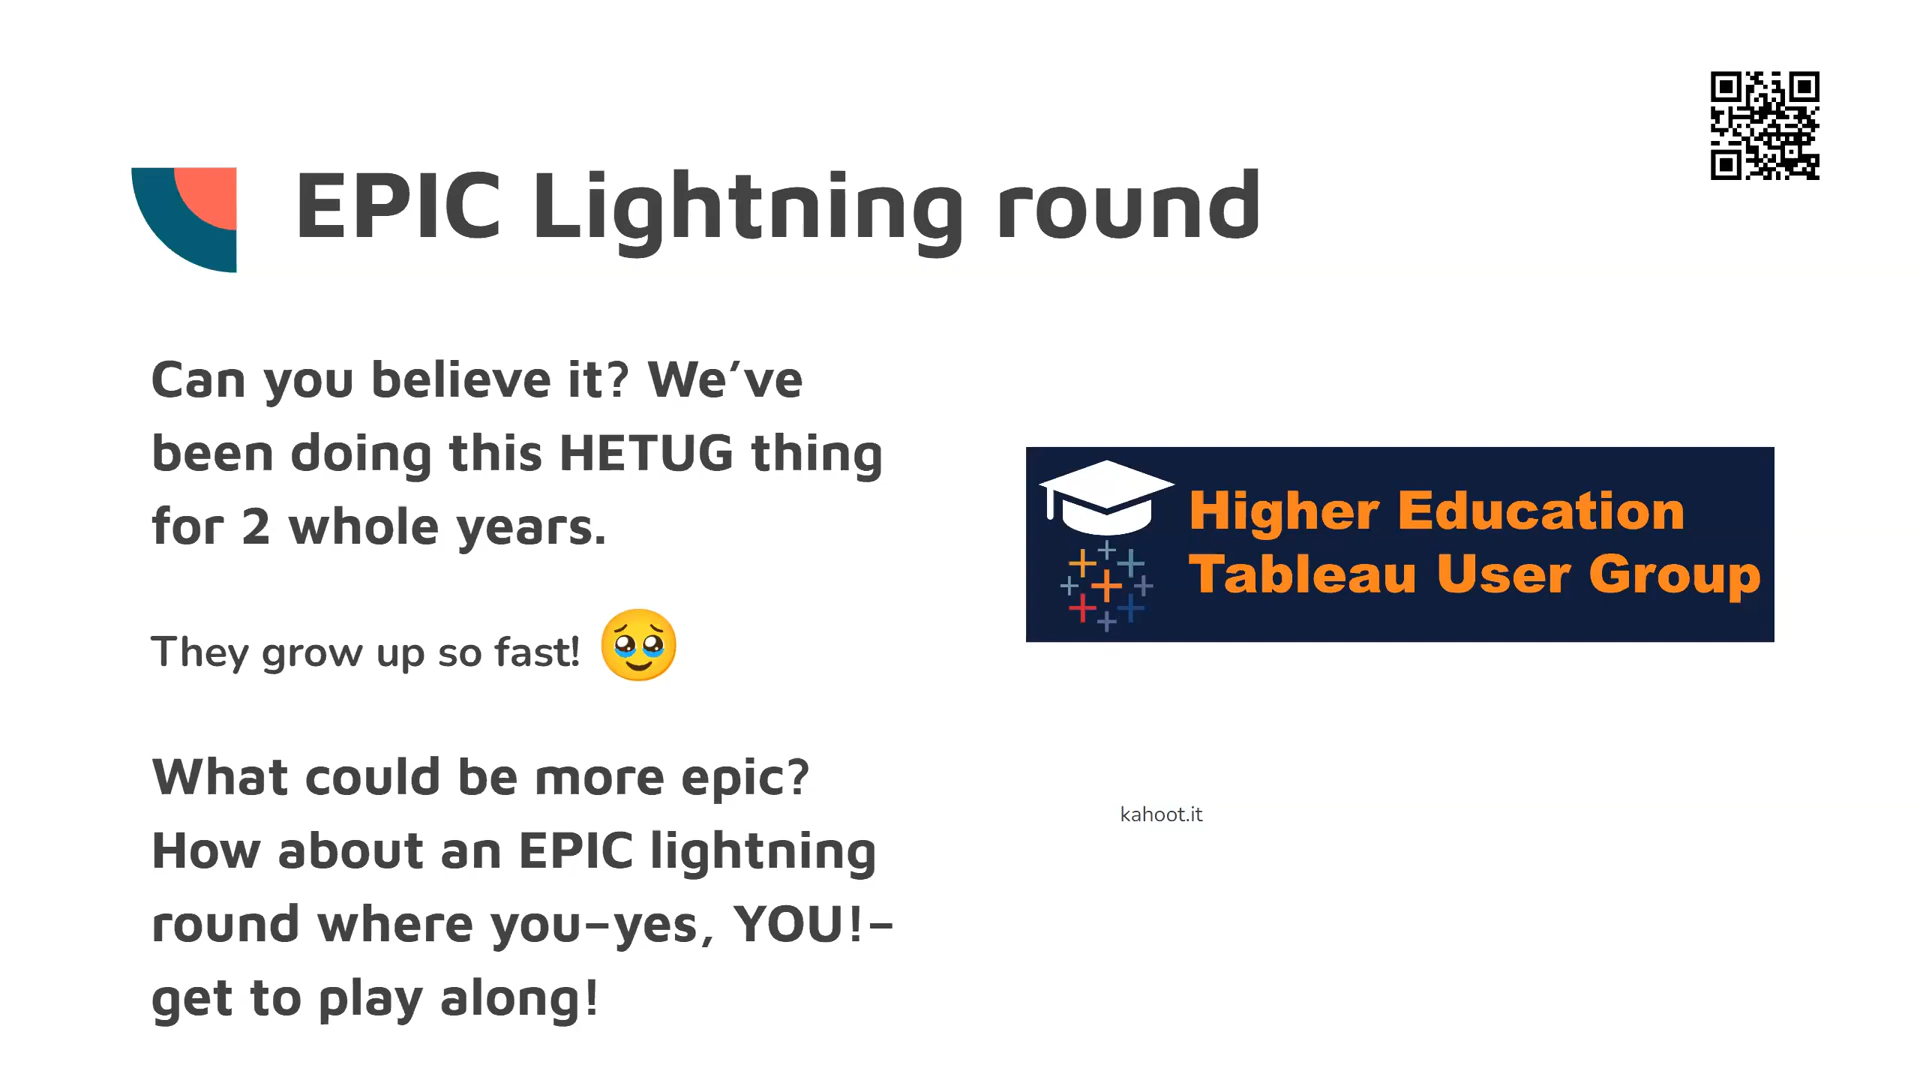 EPIC Lightning round
Can you believe it? We’ve
been doing this HETUG thing
for 2 whole years.
They grow up so fast! 🥹
What could be more epic?
How about an EPIC lightning
round where you–yes, YOU!–
get to play along!
Higher Education
Tableau User Group
kahoot.it